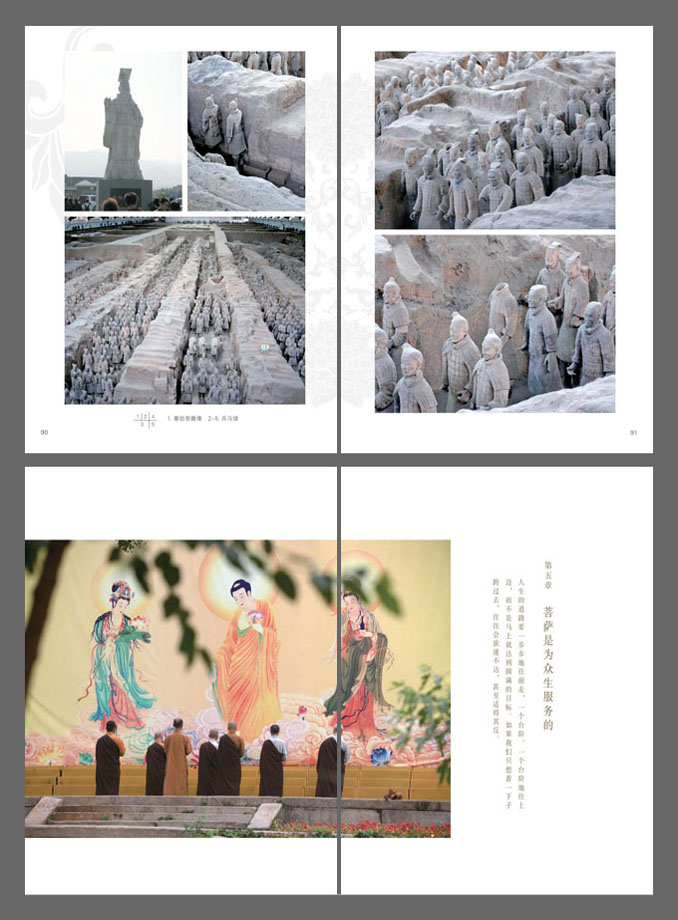 1 2 4
3 5
1. 秦始皇雕像 2-5. 兵马俑
90
91
第五章 菩萨是为众生服务的
人生的道路要一步步地往前走，一个台阶、一个台阶地往上
迈，而不是马上就达到圆满的目标。如果我们只想着一下子
跨过去，往往会欲速不达，甚至适得其反。